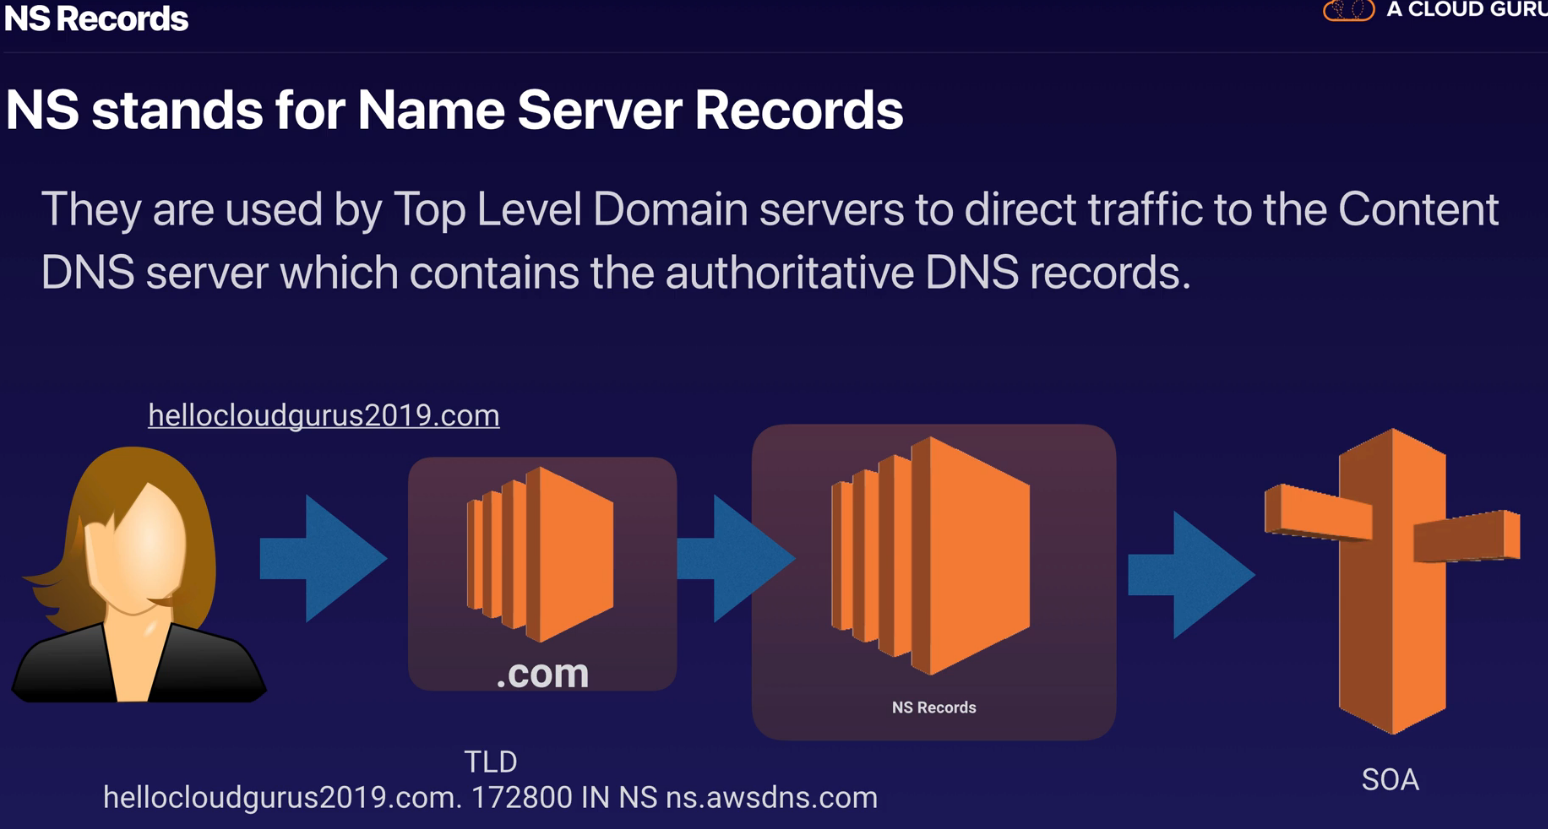 NS Records
A CLOUD GURU
NS stands for Name Server Records
They are used by Top Level Domain servers to direct traffic to the Content
DNS server which contains the authoritative DNS records.
hellocloudgurus2019.com
.com
NS Records
TLD
SOA
hellocloudgurus2019.com. 172800 IN NS ns.awsdns.com